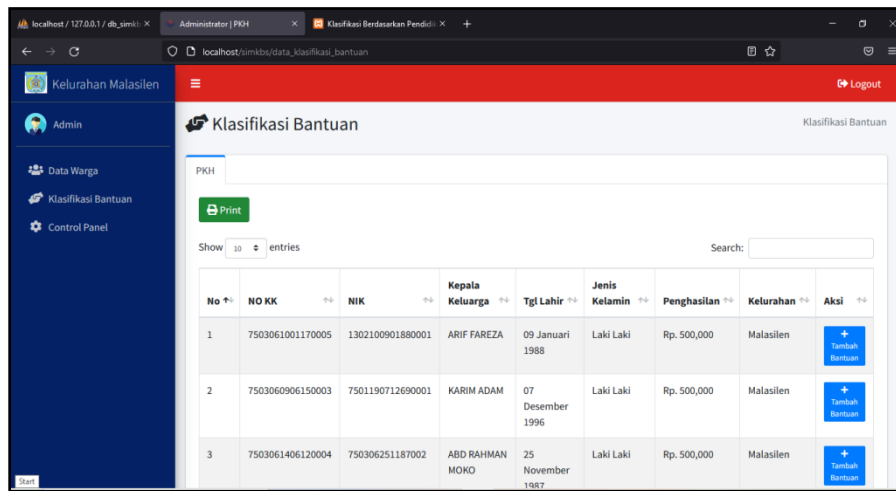 localhost / 127.0.0.1 / db_simkb
Administrator | PKH
Klasifikasi Berdasarkan Pendidi
localhost/simkbs/data_klasifikasi_bantuan
Kelurahan Malasilen
Logout
Admin
Klasifikasi Bantuan
Klasifikasi Bantuan
Data Warga
Klasifikasi Bantuan
Control Panel
PKH
Print
Show 10 entries
Search:
No NO KK NIK Kepala Keluarga Tgl Lahir Jenis Kelamin Penghasilan Kelurahan Aksi
1 7503061001170005 1302100901880001 ARIF FAREZA 09 Januari 1988 Laki Laki Rp. 500,000 Malasilen + Tambah Bantuan
2 7503060906150003 7501190712690001 KARIM ADAM 07 Desember 1996 Laki Laki Rp. 500,000 Malasilen + Tambah Bantuan
3 7503061406120004 750306251187002 ABD RAHMAN MOKO 25 November 1987 Laki Laki Rp. 500,000 Malasilen + Tambah Bantuan
Start